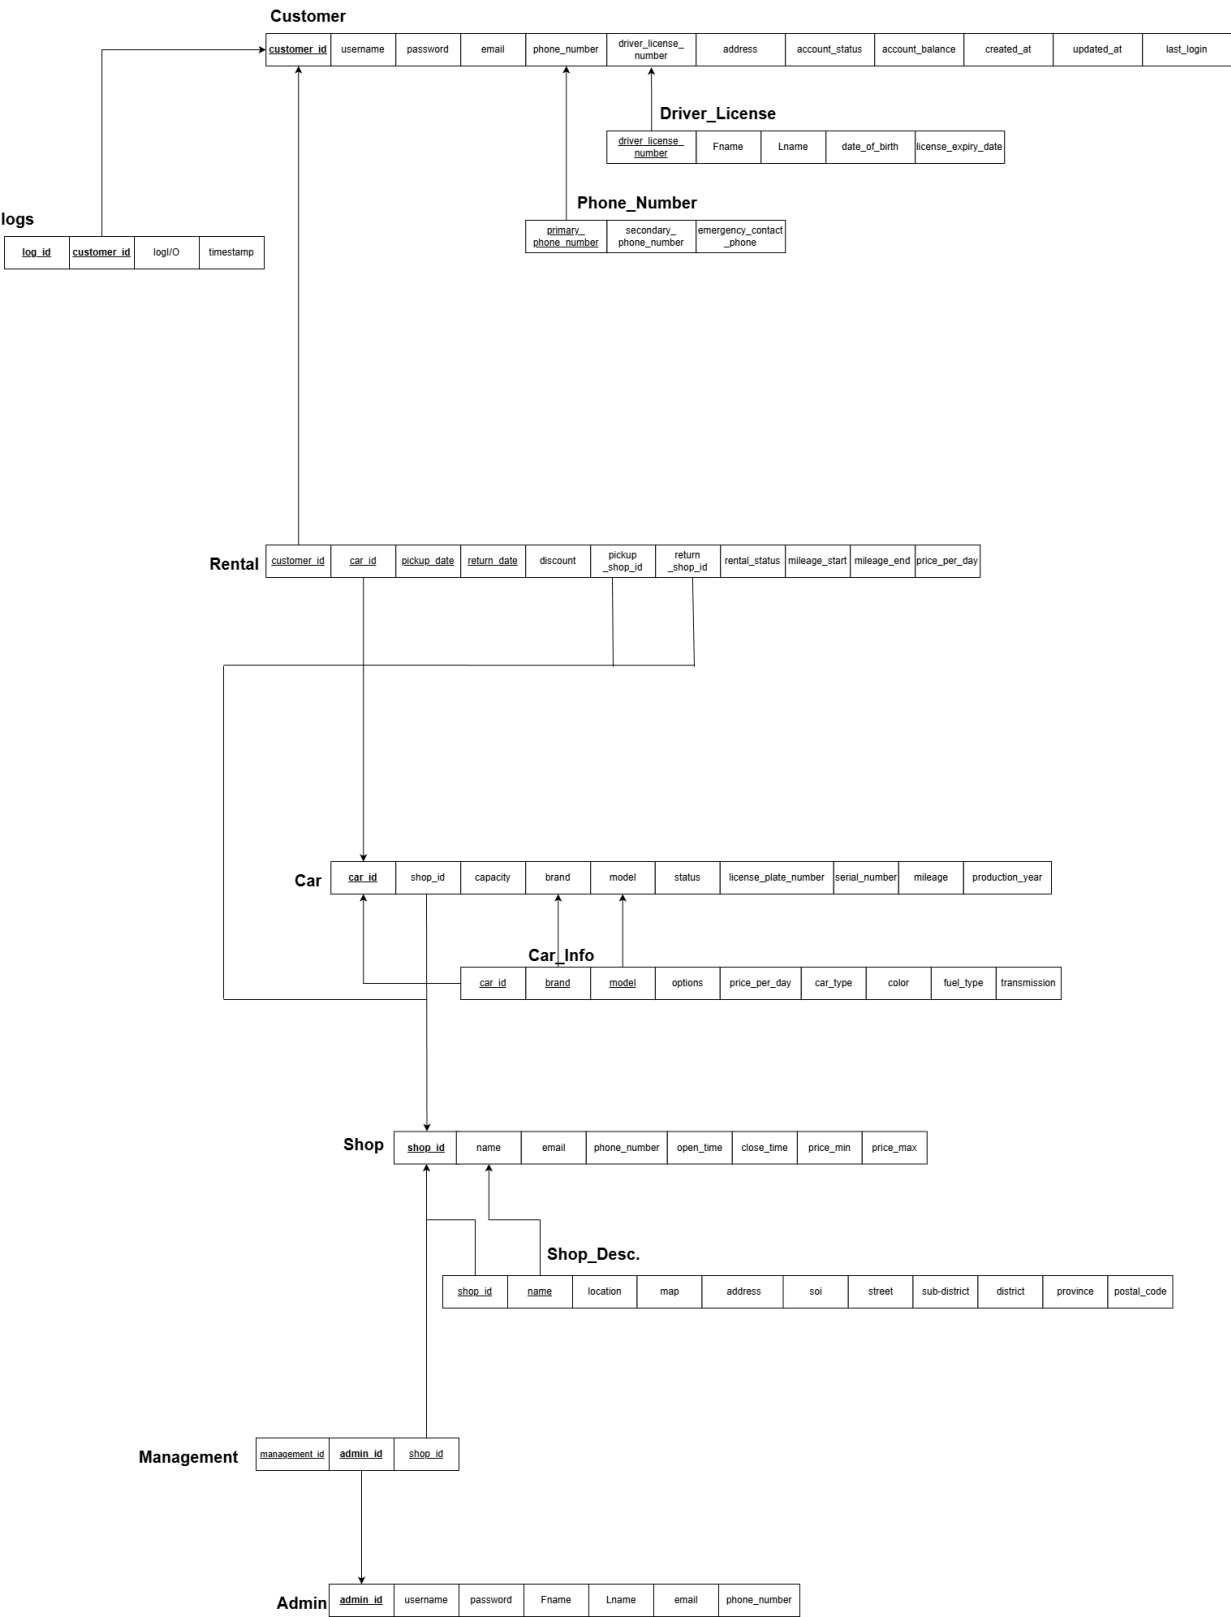 Customer
customer_id username password email phone_number driver_license_ number address account_status account_balance created_at updated_at last_login
Driver_License
driver_license_ number Fname Lname date_of_birth license_expiry_date
Phone_Number
primary_ phone_number secondary_ phone_number emergency_contact _phone
logs
log_id customer_id logI/O timestamp
Rental
customer_id car_id pickup_date return_date discount pickup _shop_id return _shop_id rental_status mileage_start mileage_end price_per_day
Car
car_id shop_id capacity brand model status license_plate_number serial_number mileage production_year
Car_Info
car_id brand model options price_per_day car_type color fuel_type transmission
Shop
shop_id name email phone_number open_time close_time price_min price_max
Shop_Desc.
shop_id name location map address soi street sub-district district province postal_code
Management
management_id admin_id shop_id
Admin
admin_id username password Fname Lname email phone_number